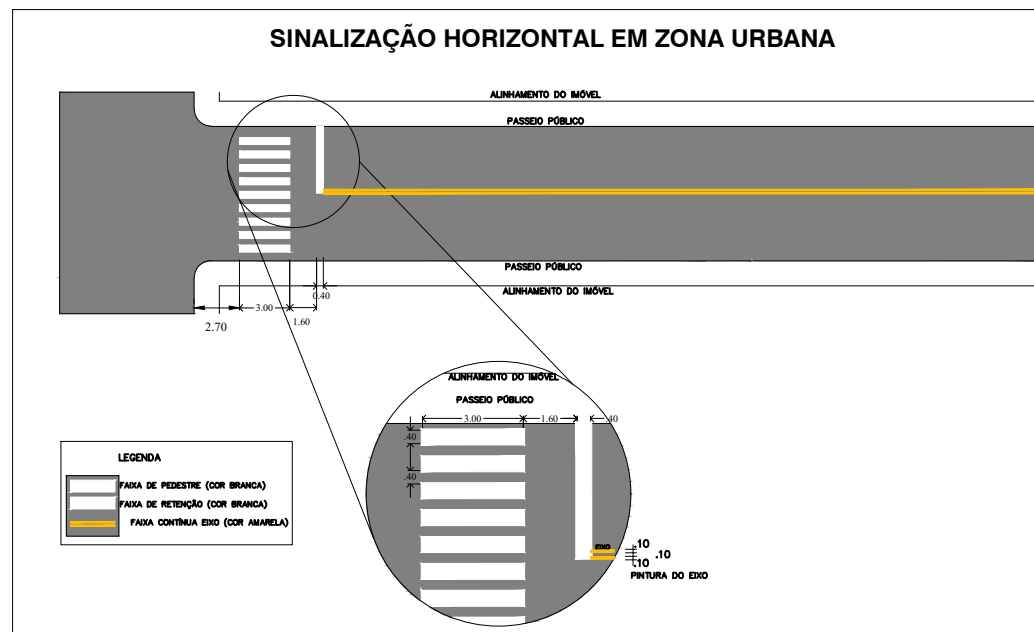 SINALIZAÇÃO HORIZONTAL EM ZONA URBANA
ALINHAMENTO DO IMÓVEL
PASSEIO PÚBLICO
PASSEIO PÚBLICO
ALINHAMENTO DO IMÓVEL
0.40
3.00
1.60
2.70
ALINHAMENTO DO IMÓVEL
PASSEIO PÚBLICO
3.00
1.60
.40
.40
.40
EIXO
.10
.10
.10
PINTURA DO EIXO
LEGENDA
FAIXA DE PEDESTRE (COR BRANCA)
FAIXA DE RETENÇÃO (COR BRANCA)
FAIXA CONTÍNUA EIXO (COR AMARELA)